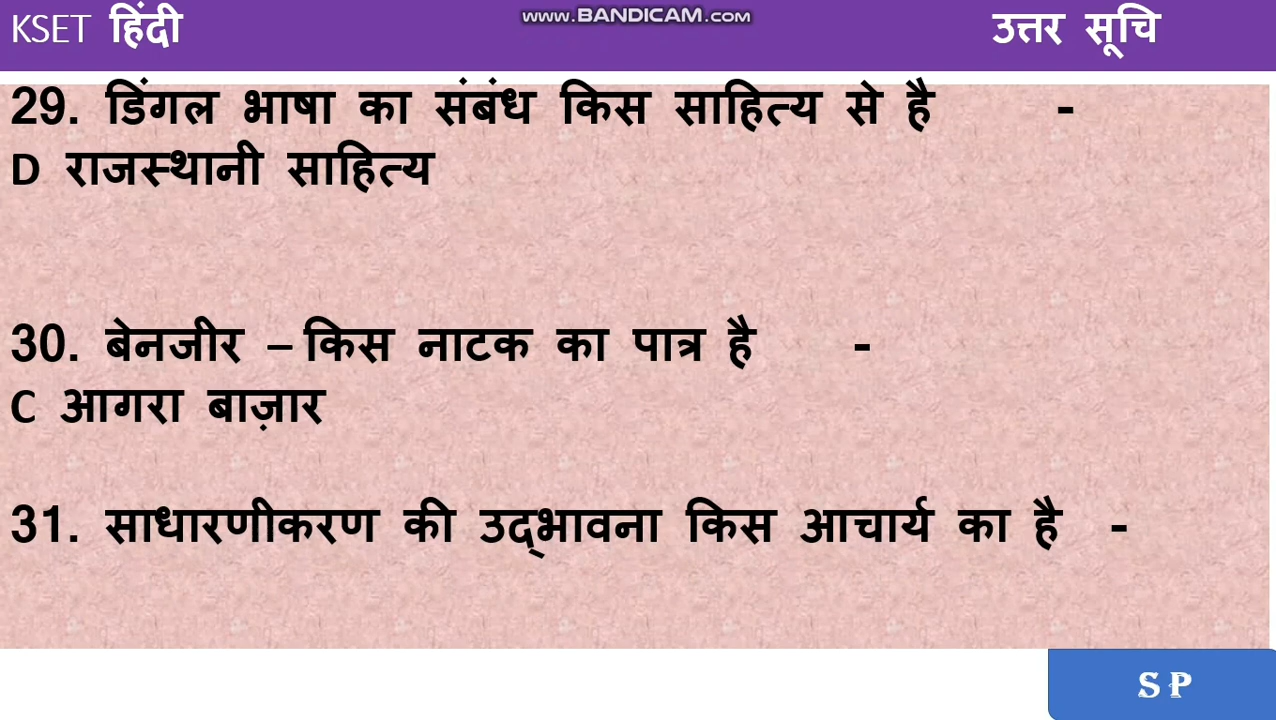 www.BANDICAM.com
KSET हिंदी उत्तर सूचि
29. डिंगल भाषा का संबंध किस साहित्य से है -
D राजस्थानी साहित्य
30. बेनजीर – किस नाटक का पात्र है -
C आगरा बाज़ार
31. साधारणीकरण की उद्‌भावना किस आचार्य का है -
S P